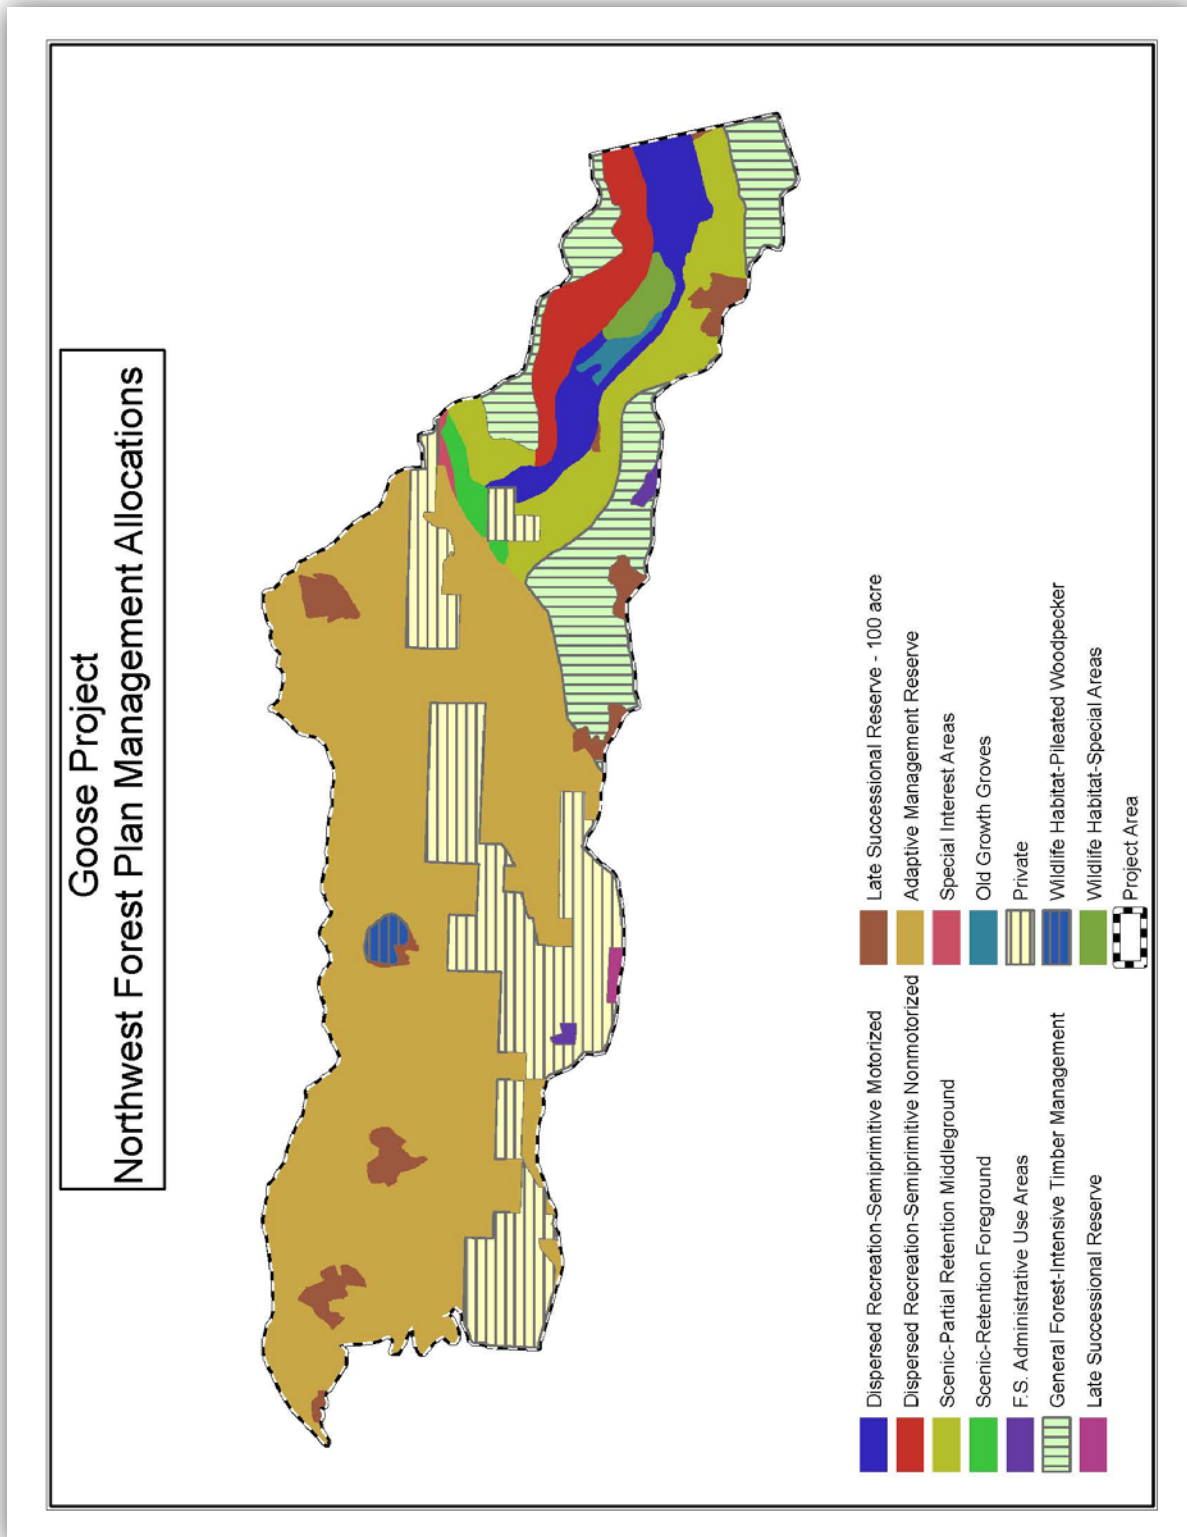 Goose Project
Northwest Forest Plan Management Allocations
Dispersed Recreation-Semiprimitive Motorized
Dispersed Recreation-Semiprimitive Nonmotorized
Scenic-Partial Retention Middleground
Scenic-Retention Foreground
F.S. Administrative Use Areas
General Forest-Intensive Timber Management
Late Successional Reserve
Late Successional Reserve - 100 acre
Adaptive Management Reserve
Special Interest Areas
Old Growth Groves
Private
Wildlife Habitat-Pileated Woodpecker
Wildlife Habitat-Special Areas
Project Area